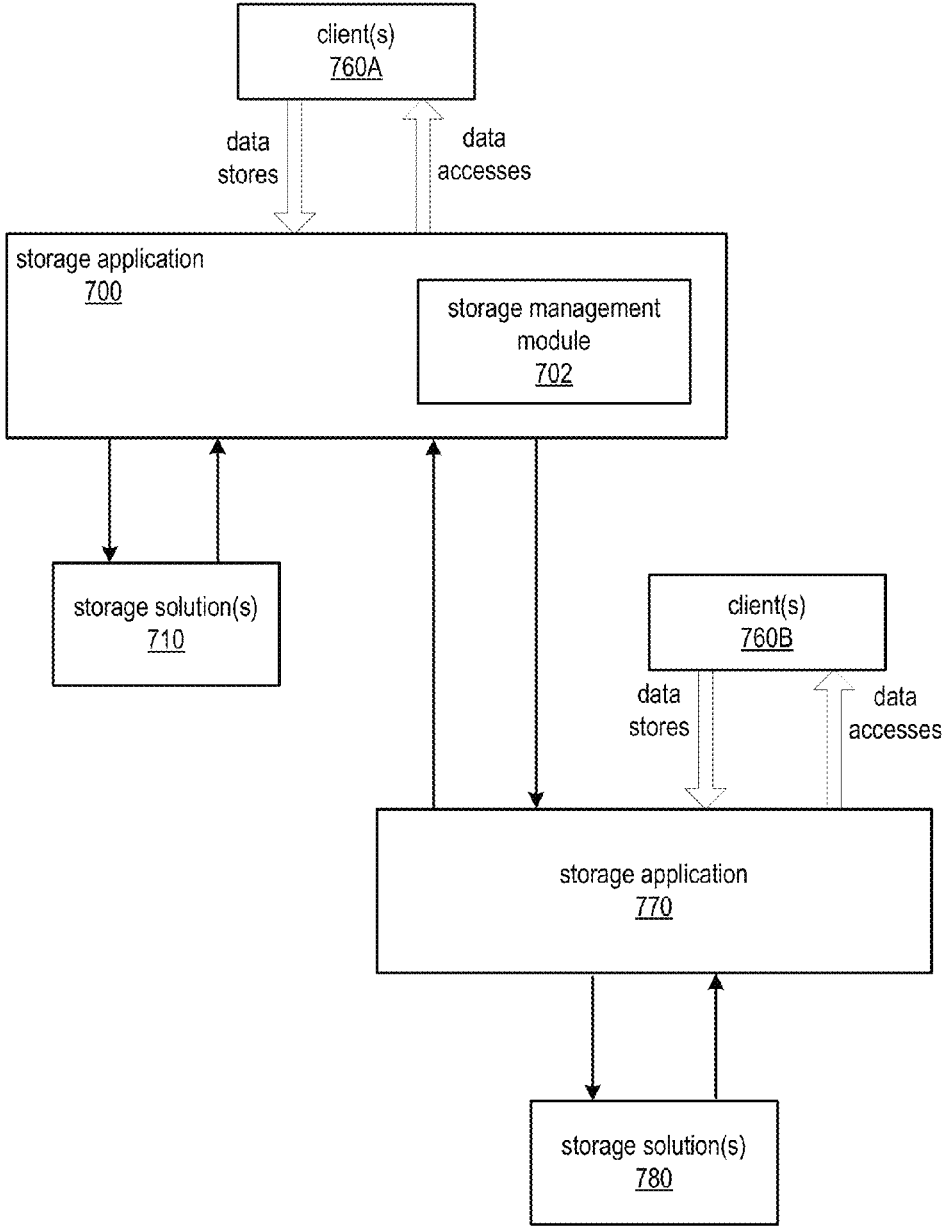 client(s)
760A
data
stores
data
accesses
storage application
700
storage management
module
702
storage solution(s)
710
client(s)
760B
data
stores
data
accesses
storage application
770
storage solution(s)
780